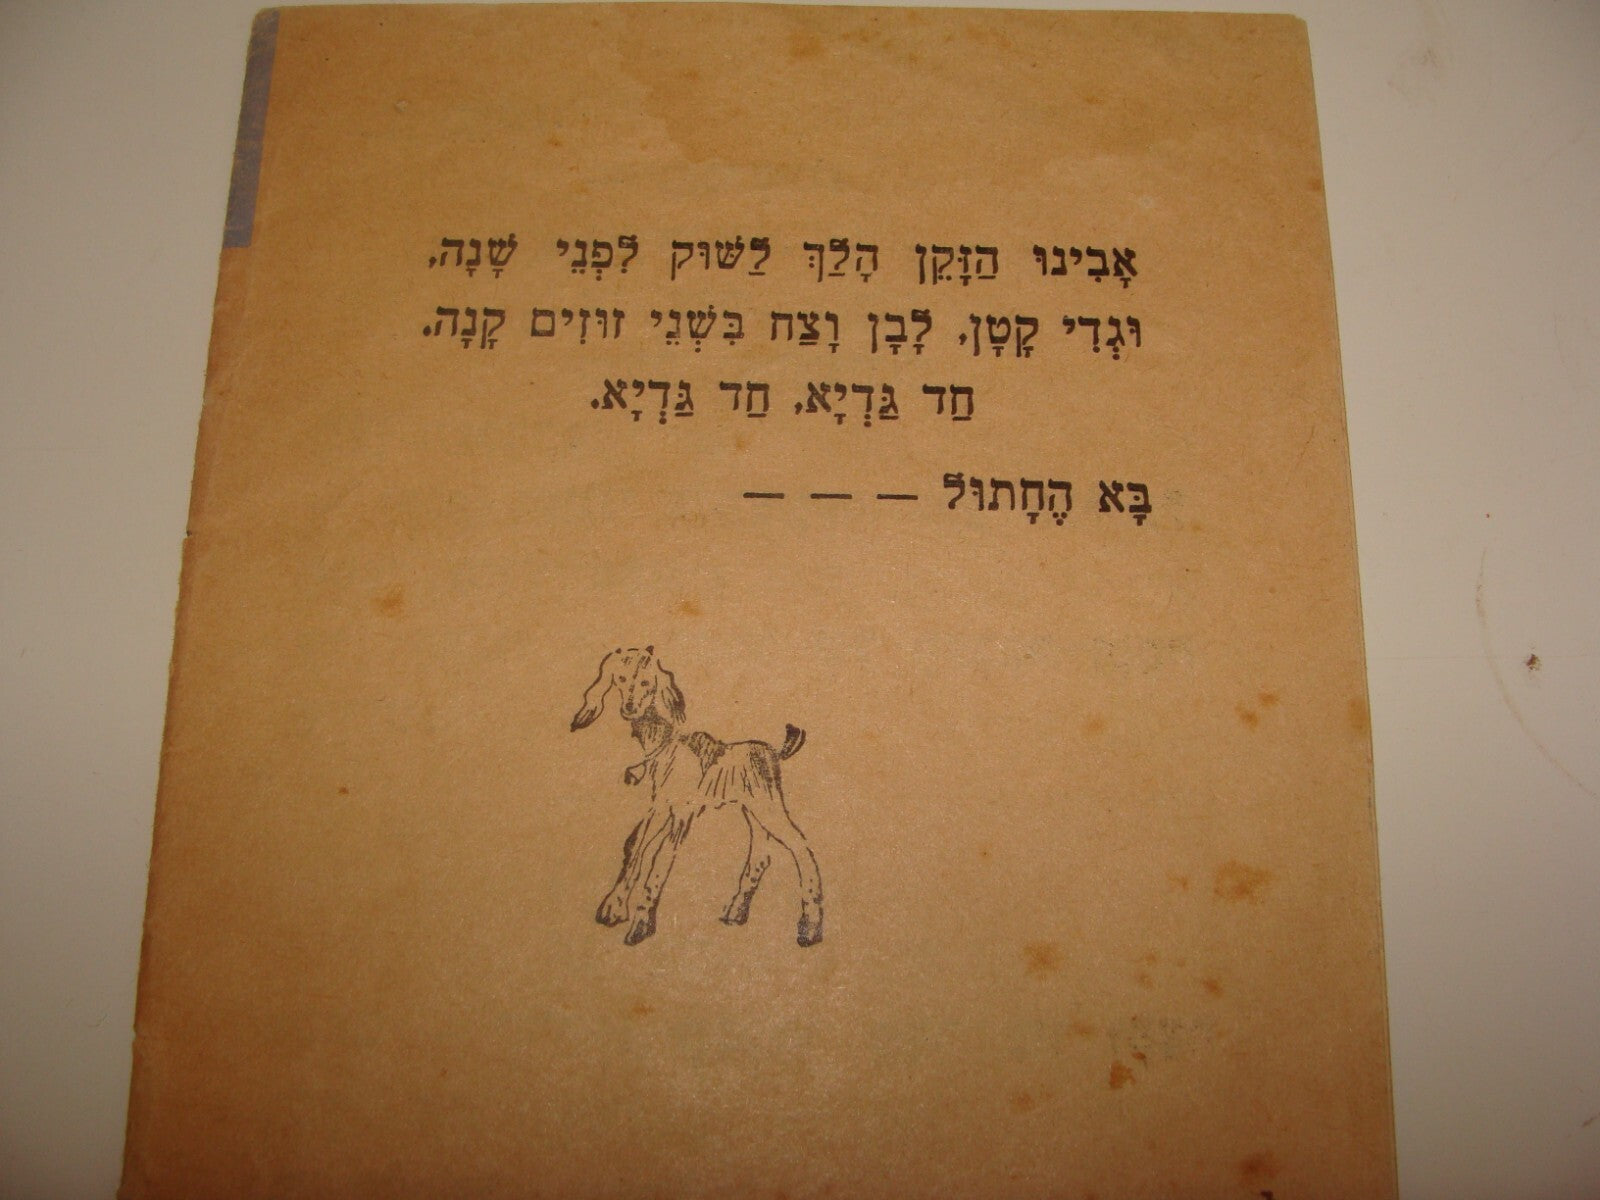 אָבִינוּ הַזָּקֵן הָלַךְ לַשּׁוּק לִפְנֵי שָׁנָה,
וּגְדִי קָטָן, לָבָן וָצַח בִּשְׁנֵי זוּזִים קָנָה.
חַד גַּדְיָא, חַד גַּדְיָא.
בָּא הֶחָתוּל — — —